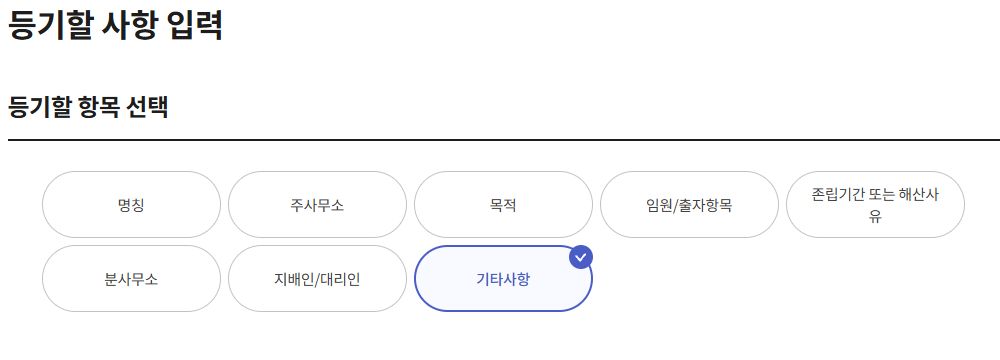 등기할 사항 입력
등기할 항목 선택
명칭
주사무소
목적
임원/출자항목
존립기간 또는 해산사
유
분사무소
지배인/대리인
기타사항